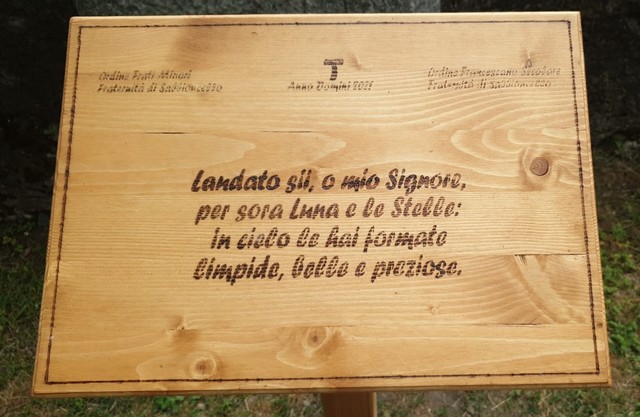 Ordine Frati Minori
Fraternità di Sabbioncello
T
Anno Domini 2021
Ordine Francescano Secolare
Fraternità di Sabbioncello
Laudato sii, o mio Signore,
per sora Luna e le Stelle:
in cielo le hai formate
limpide, belle e preziose.